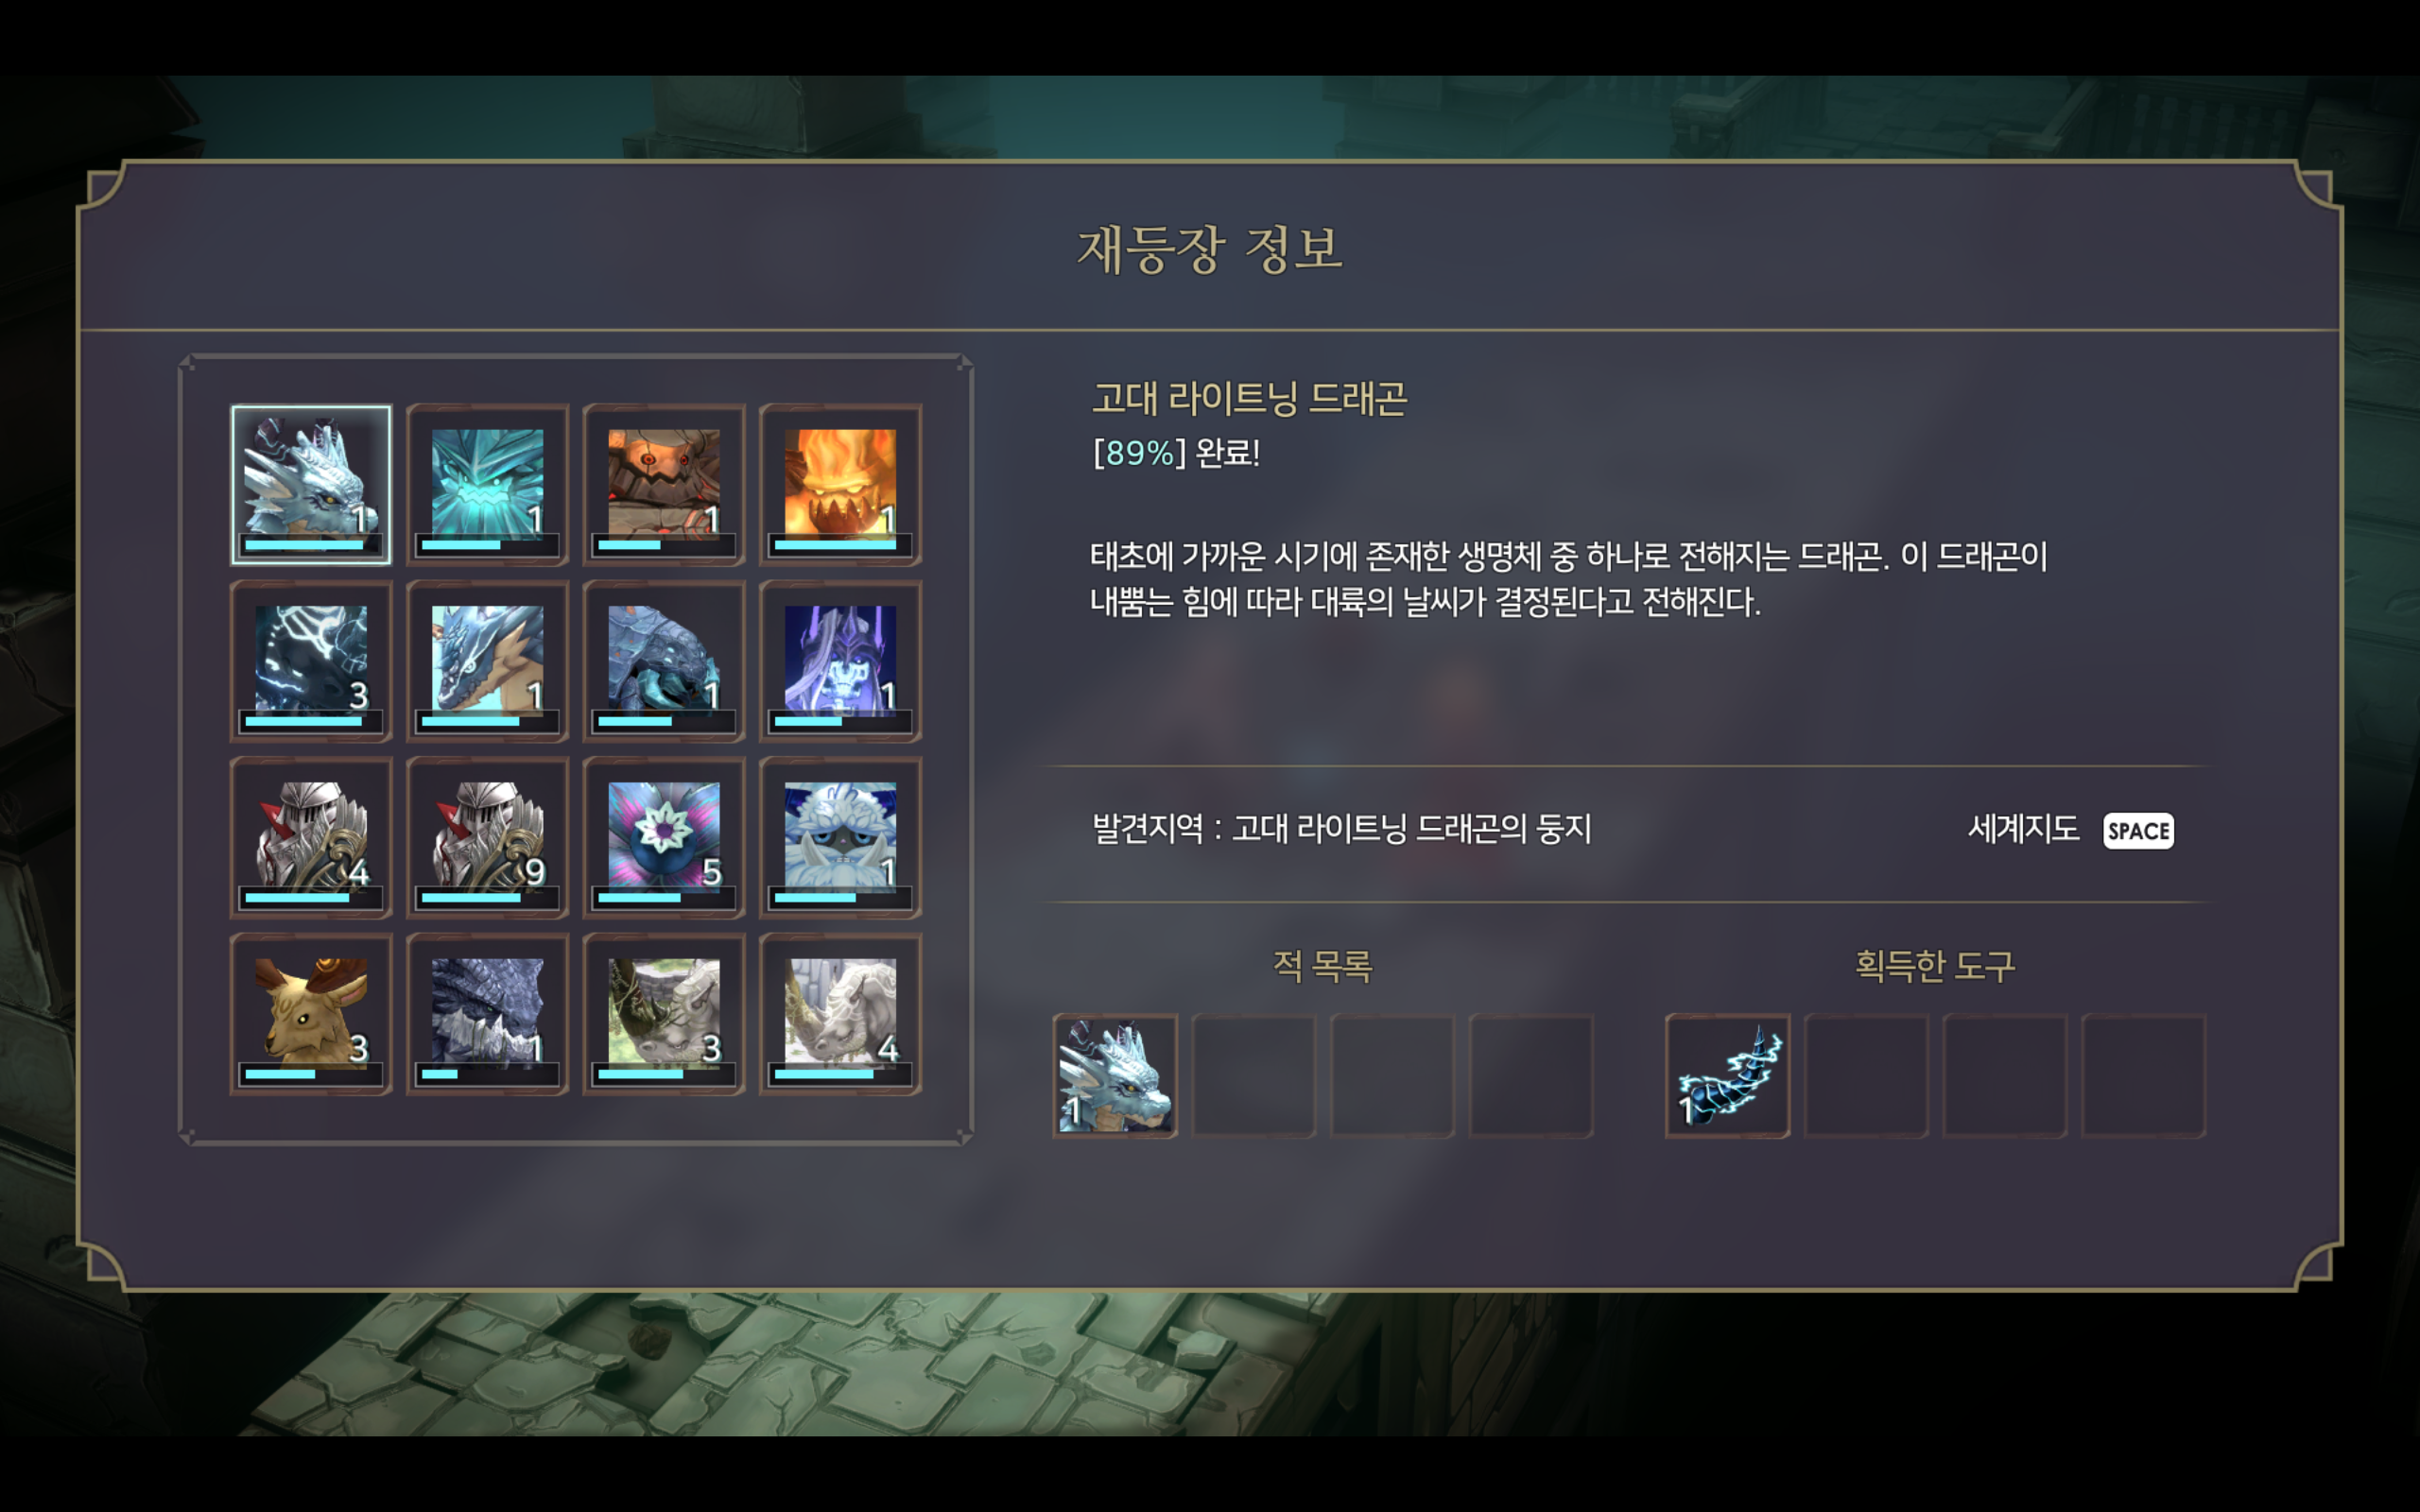 재등장 정보
고대 라이트닝 드래곤
[89%] 완료!
태초에 가까운 시기에 존재한 생명체 중 하나로 전해지는 드래곤. 이 드래곤이
내뿜는 힘에 따라 대륙의 날씨가 결정된다고 전해진다.
1 1 1 1
3 1 1 1
4 9 5 1
3 1 3 4
발견지역 : 고대 라이트닝 드래곤의 둥지
세계지도 SPACE
적 목록
획득한 도구
1
1